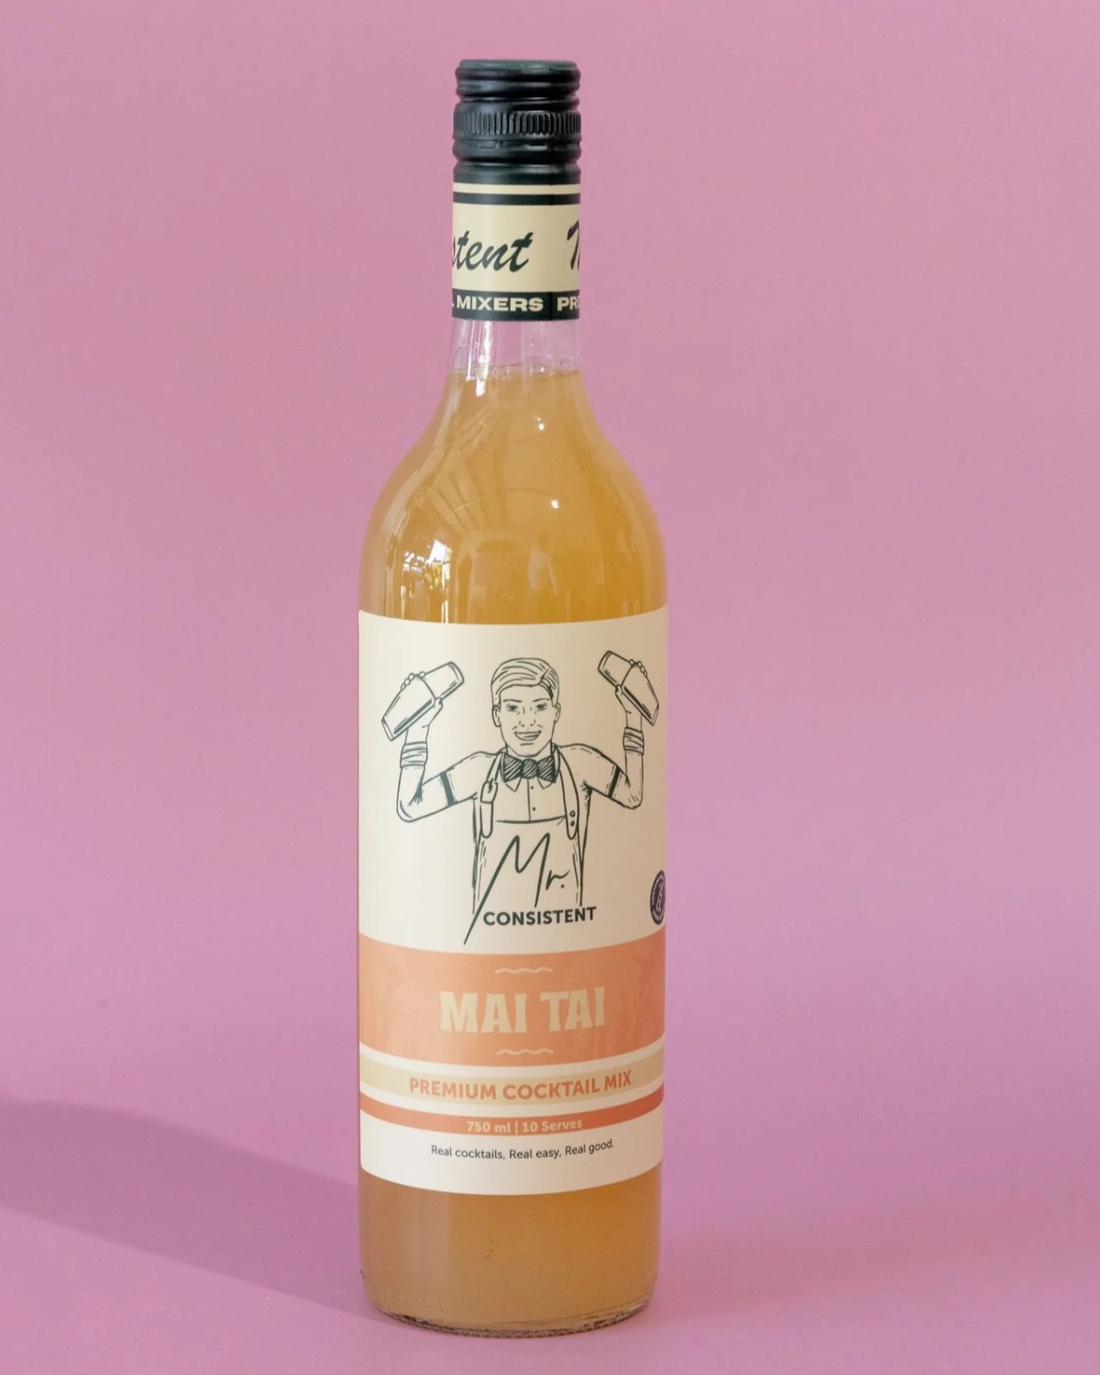 tent
MIXERS PR
Mr.
CONSISTENT
MAI TAI
PREMIUM COCKTAIL MIX
750 ml | 10 Serves
Real cocktails, Real easy, Real good.